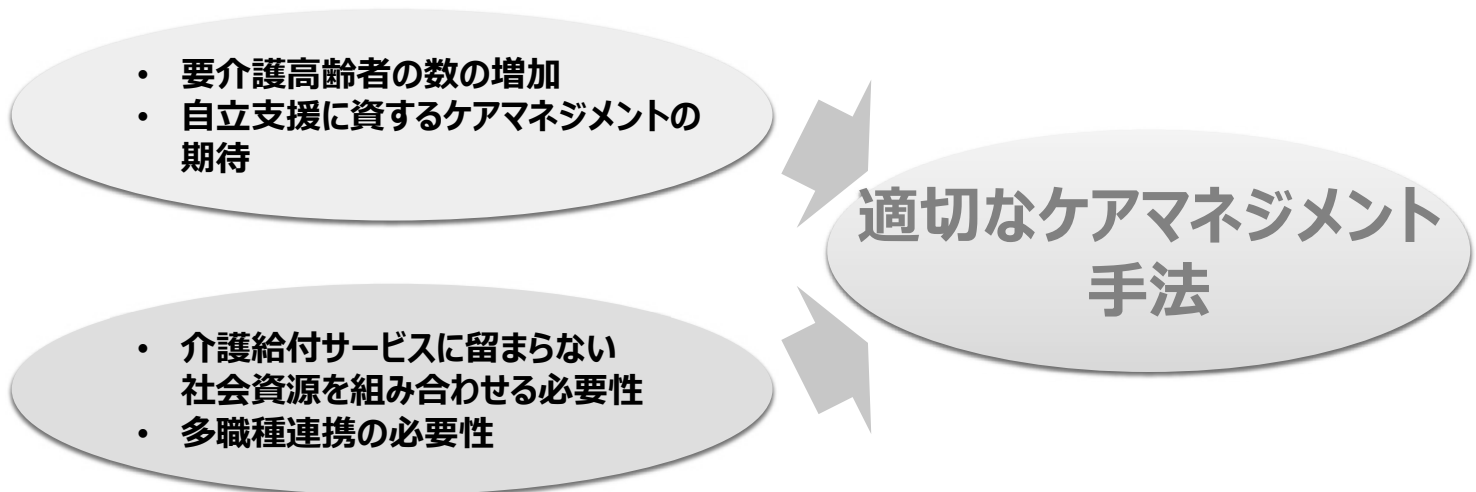 • 要介護高齢者の数の増加
• 自立支援に資するケアマネジメントの
期待
• 介護給付サービスに留まらない
社会資源を組み合わせる必要性
• 多職種連携の必要性
適切なケアマネジメント
手法